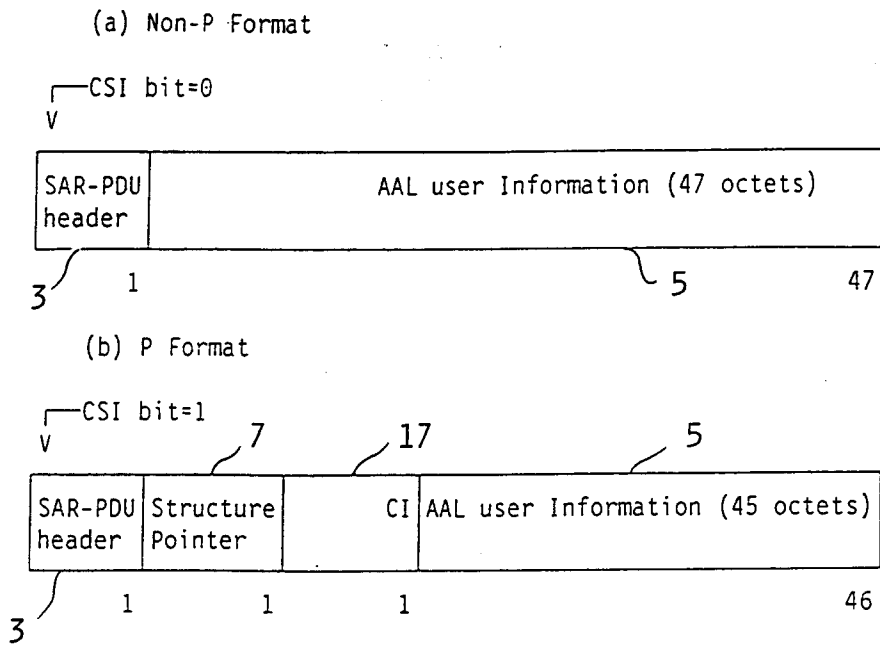 (a) Non-P Format
CSI bit=0
V
SAR-PDU header
AAL user Information (47 octets)
3
1
5
47
(b) P Format
CSI bit=1
V
7
17
5
SAR-PDU header
Structure Pointer
CI
AAL user Information (45 octets)
3
1
1
1
46